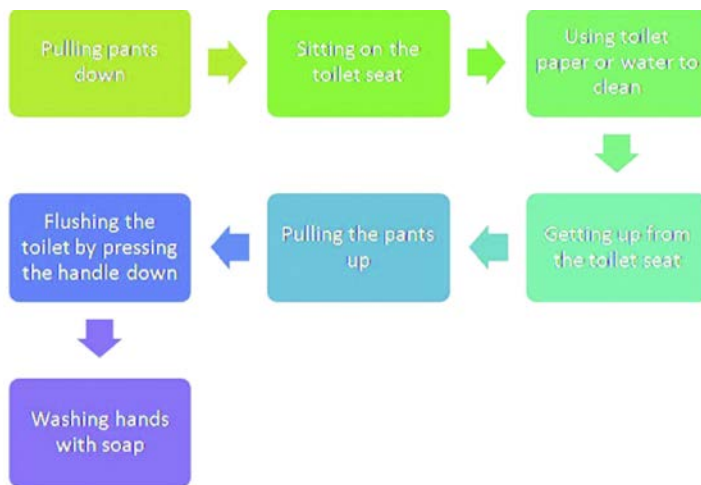 Pulling pants
down
Sitting on the
toilet seat
Using toilet
paper or water to
clean
Getting up from
the toilet seat
Pulling the pants
up
Flushing the
toilet by pressing
the handle down
Washing hands
with soap